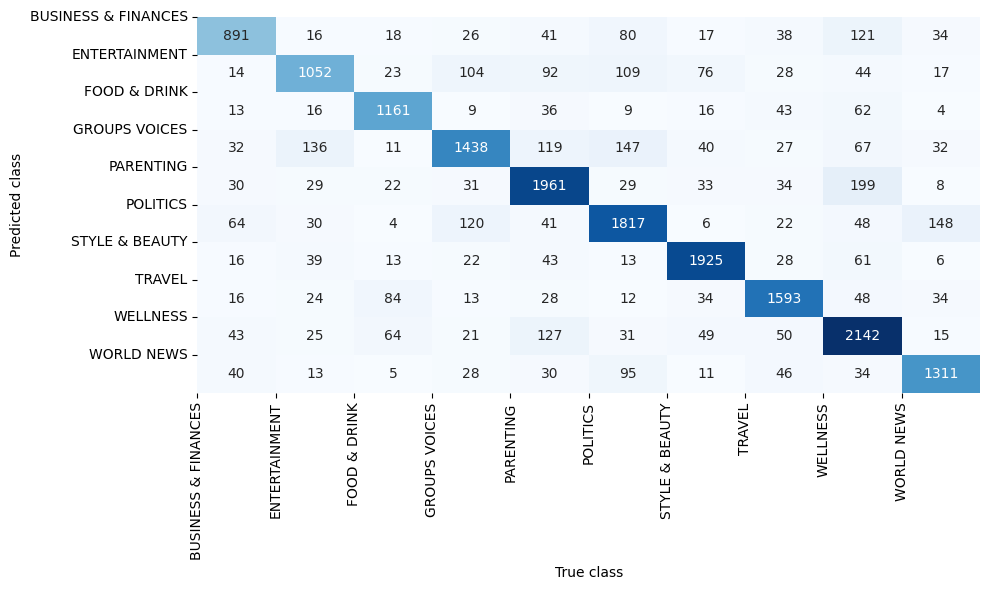 BUSINESS & FINANCES
891 16 18 26 41 80 17 38 121 34
ENTERTAINMENT
14 1052 23 104 92 109 76 28 44 17
FOOD & DRINK
13 16 1161 9 36 9 16 43 62 4
GROUPS VOICES
32 136 11 1438 119 147 40 27 67 32
PARENTING
30 29 22 31 1961 29 33 34 199 8
POLITICS
64 30 4 120 41 1817 6 22 48 148
STYLE & BEAUTY
16 39 13 22 43 13 1925 28 61 6
TRAVEL
16 24 84 13 28 12 34 1593 48 34
WELLNESS
43 25 64 21 127 31 49 50 2142 15
WORLD NEWS
40 13 5 28 30 95 11 46 34 1311
Predicted class
BUSINESS & FINANCES
ENTERTAINMENT
FOOD & DRINK
GROUPS VOICES
PARENTING
POLITICS
STYLE & BEAUTY
TRAVEL
WELLNESS
WORLD NEWS
True class